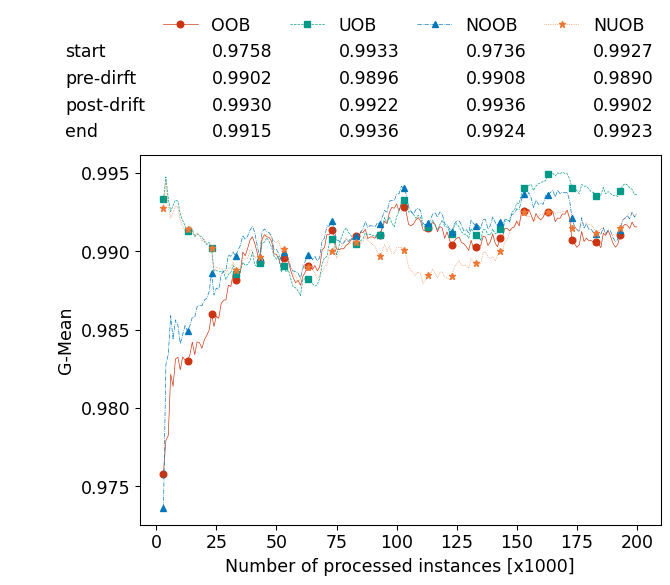 OOB UOB NOOB NUOB
start 0.9758 0.9933 0.9736 0.9927
pre-dirft 0.9902 0.9896 0.9908 0.9890
post-drift 0.9930 0.9922 0.9936 0.9902
end 0.9915 0.9936 0.9924 0.9923
0.995
0.990
0.985
0.980
0.975
G-Mean
0 25 50 75 100 125 150 175 200
Number of processed instances [x1000]